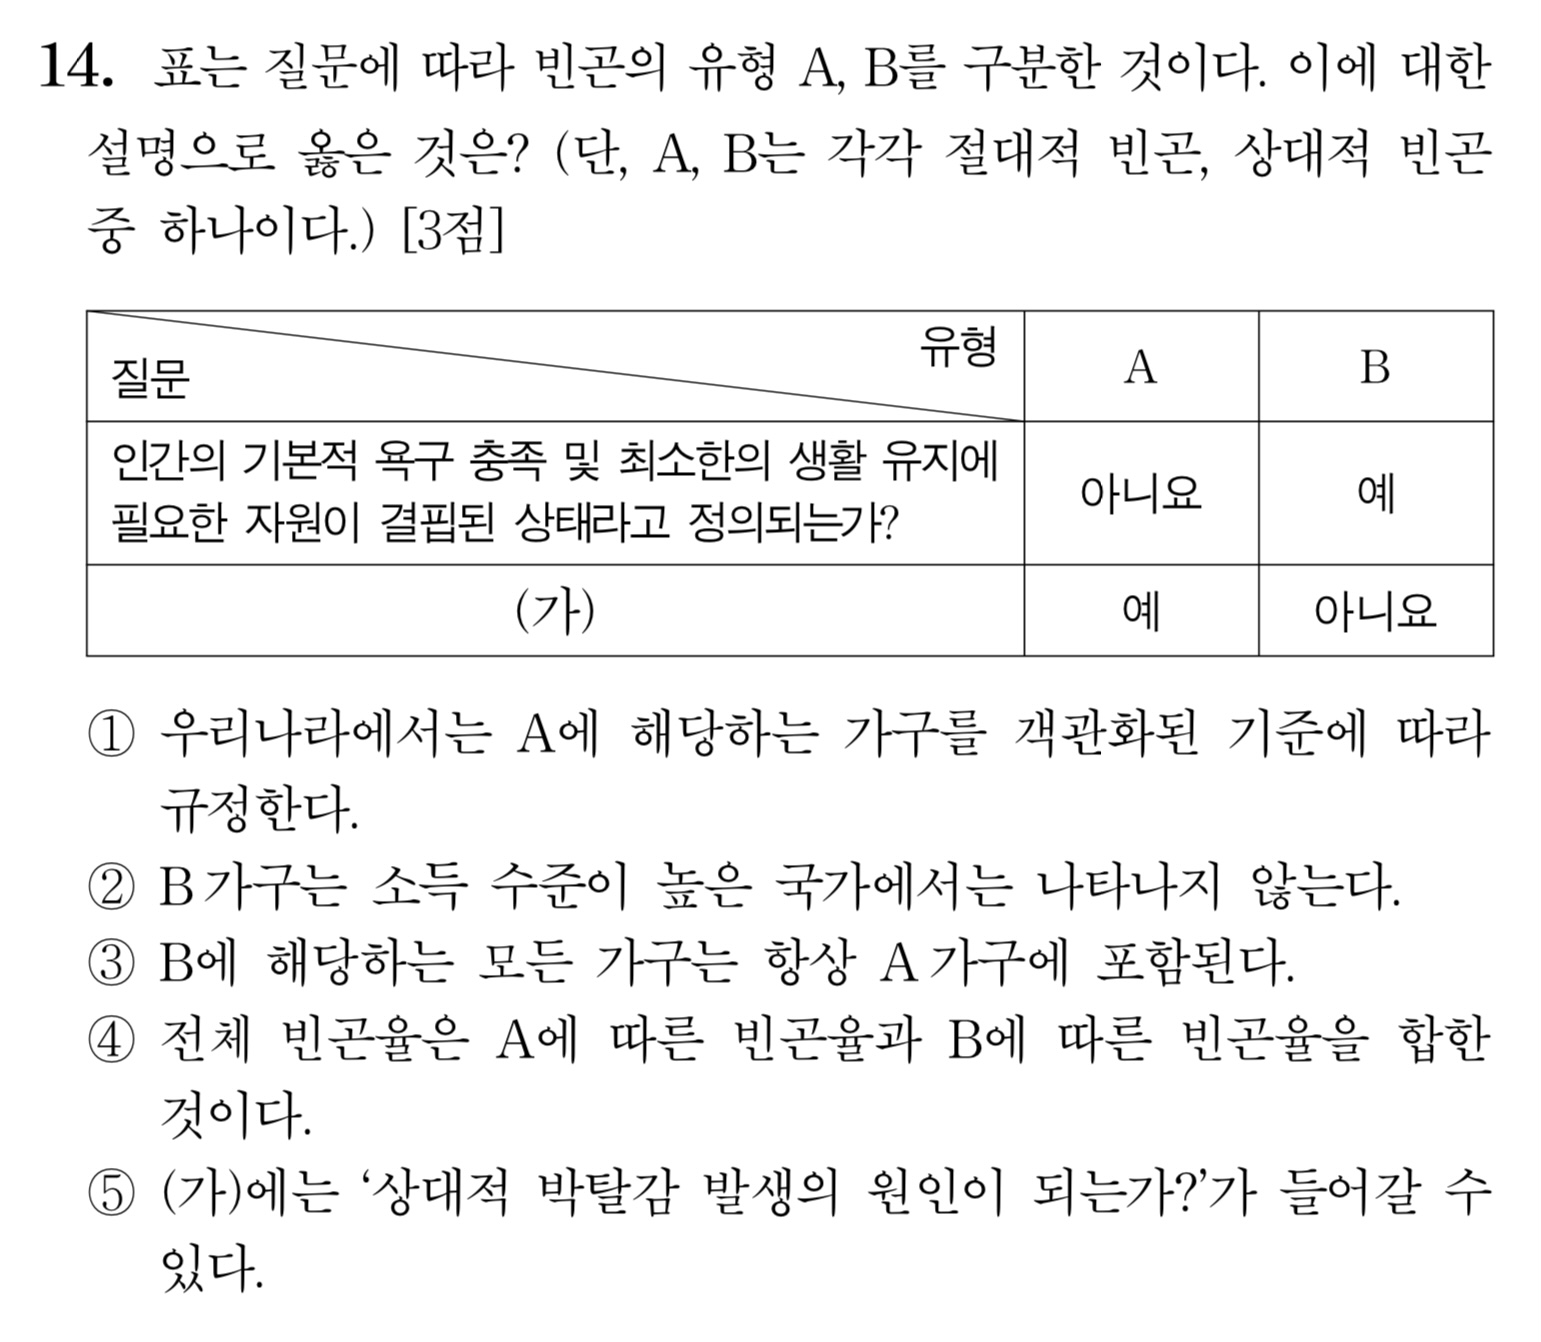 14. 표는 질문에 따라 빈곤의 유형 A, B를 구분한 것이다. 이에 대한
설명으로 옳은 것은? (단, A, B는 각각 절대적 빈곤, 상대적 빈곤
중 하나이다.) [3점]
유형
질문
A
B
인간의 기본적 욕구 충족 및 최소한의 생활 유지에
필요한 자원이 결핍된 상태라고 정의되는가?
아니요
예
(가)
예
아니요
① 우리나라에서는 A에 해당하는 가구를 객관화된 기준에 따라
규정한다.
② B가구는 소득 수준이 높은 국가에서는 나타나지 않는다.
③ B에 해당하는 모든 가구는 항상 A가구에 포함된다.
④ 전체 빈곤율은 A에 따른 빈곤율과 B에 따른 빈곤율을 합한
것이다.
⑤ (가)에는 ‘상대적 박탈감 발생의 원인이 되는가?’가 들어갈 수
있다.